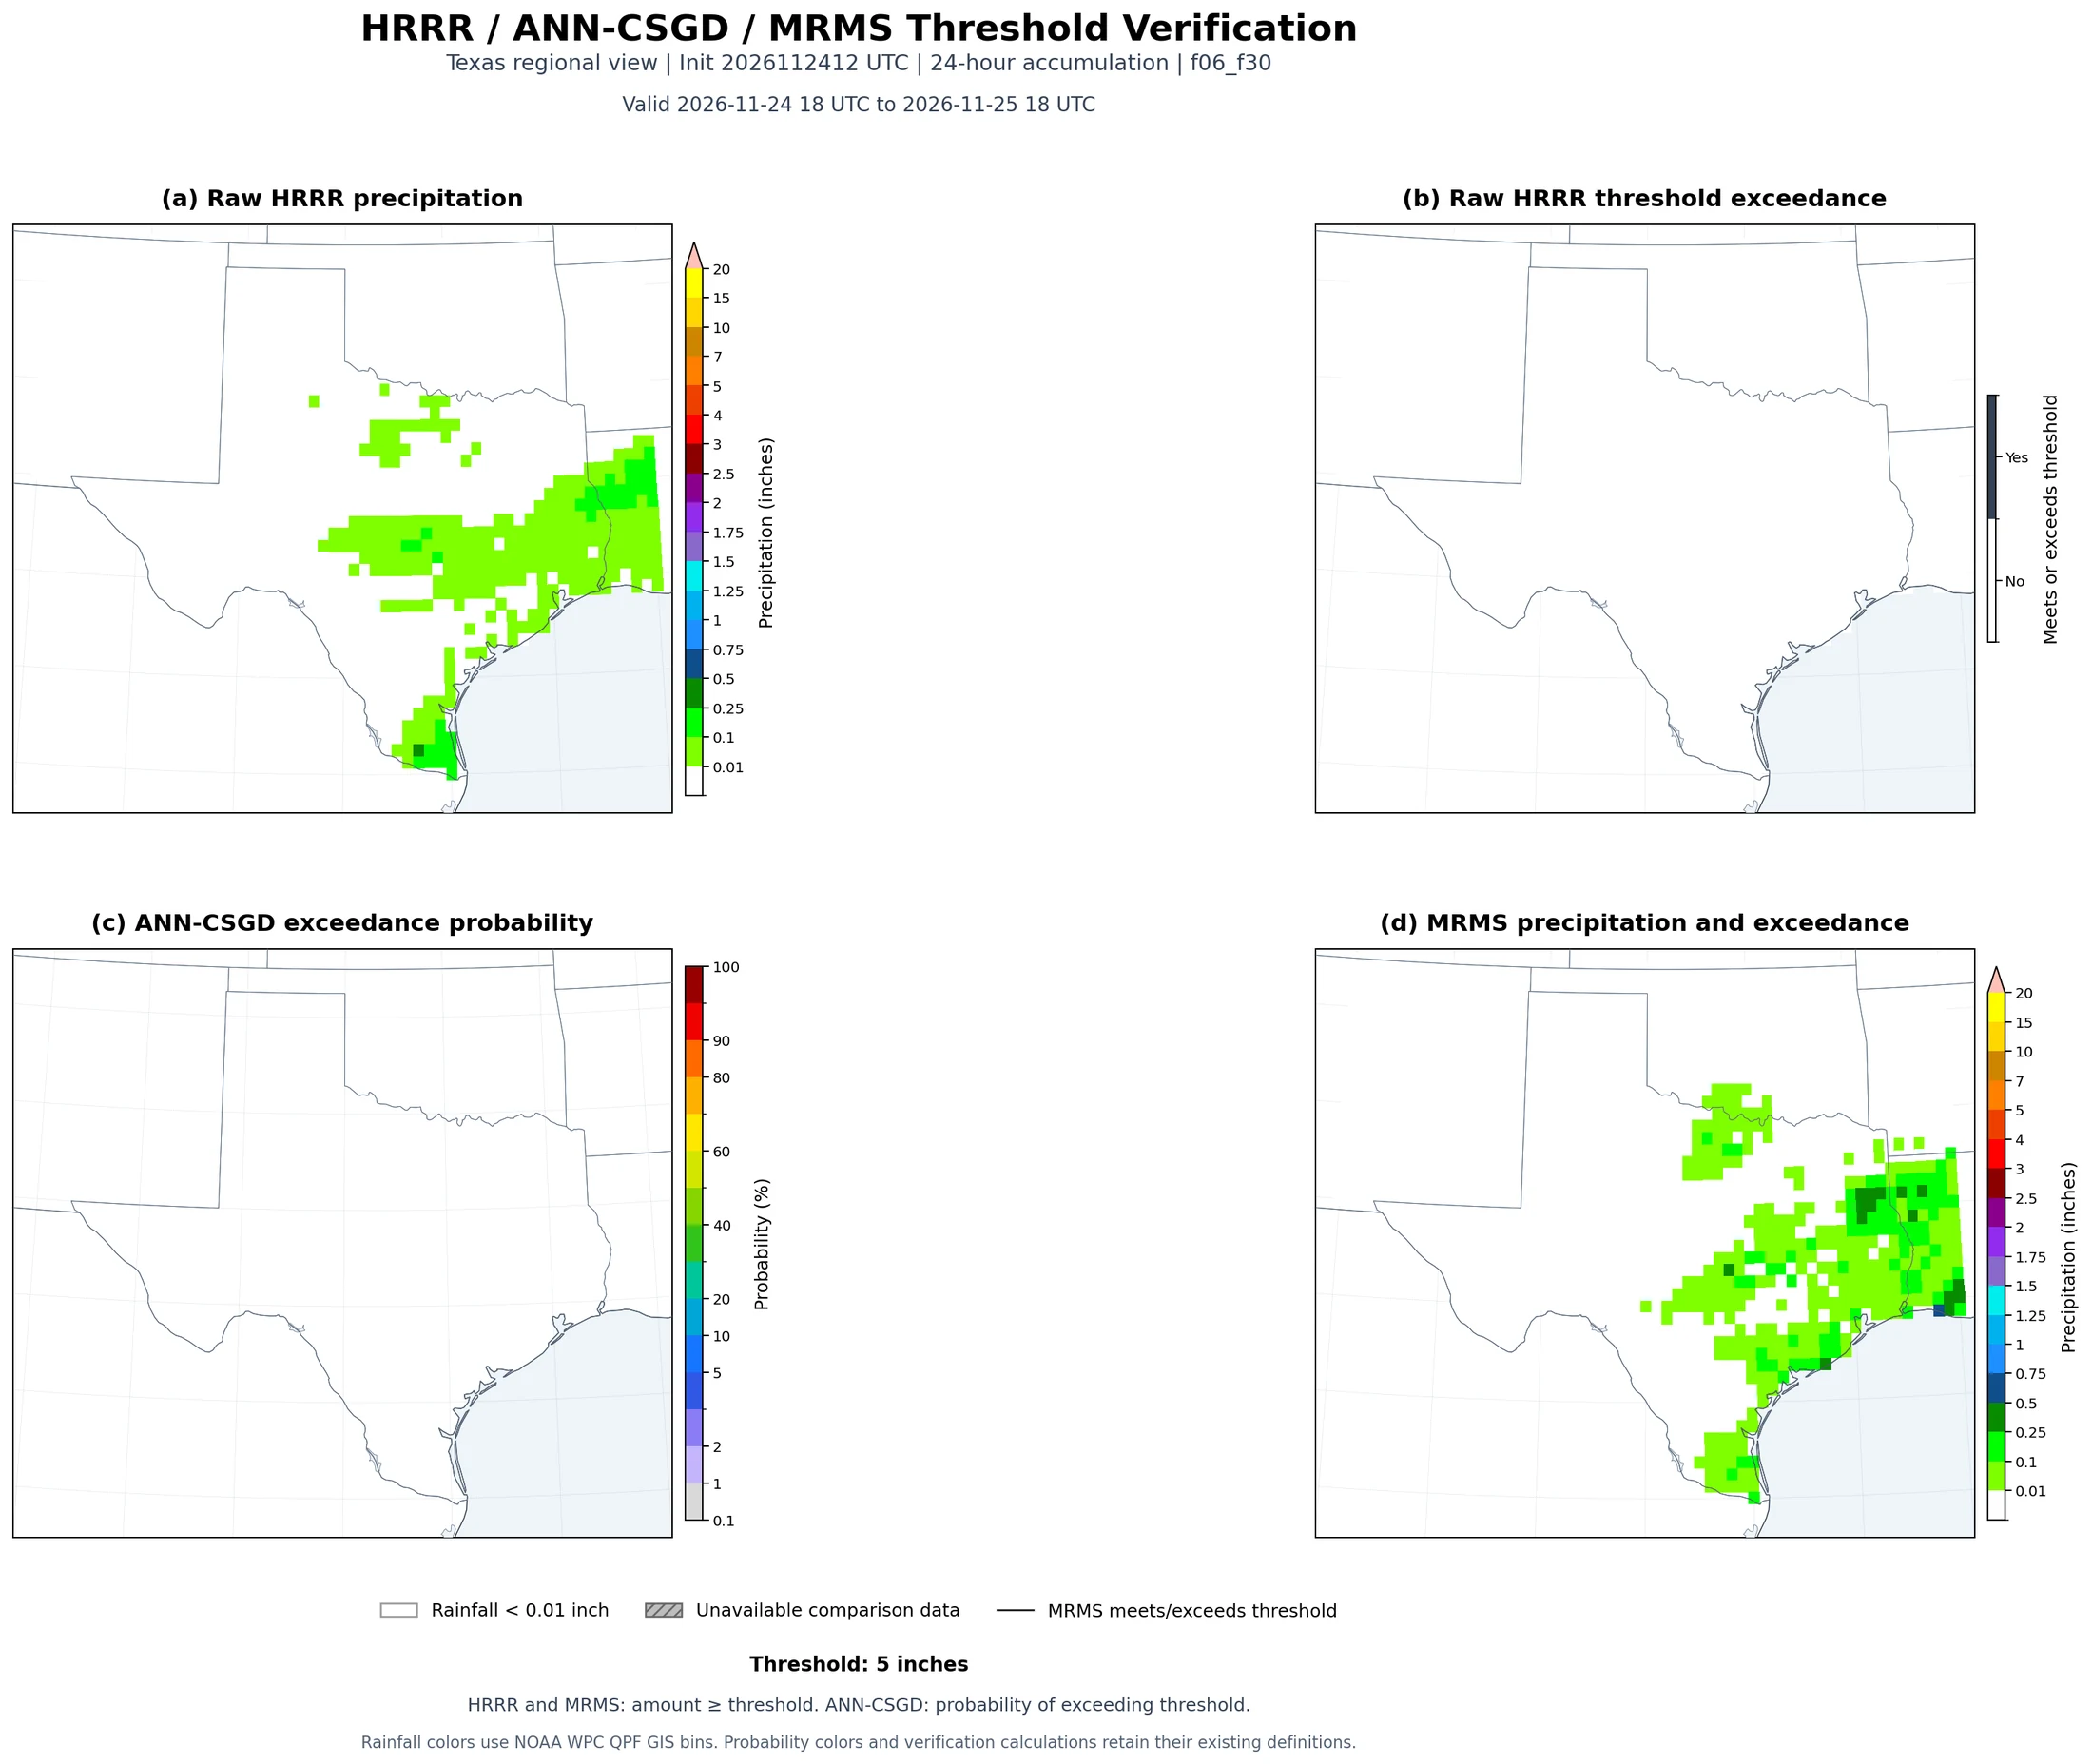 HRRR / ANN-CSGD / MRMS Threshold Verification
Texas regional view | Init 2026112412 UTC | 24-hour accumulation | f06_f30
Valid 2026-11-24 18 UTC to 2026-11-25 18 UTC
(a) Raw HRRR precipitation
20
15
10
7
5
4
3
2.5
2
1.75
1.5
1.25
1
0.75
0.5
0.25
0.1
0.01
Precipitation (inches)
(b) Raw HRRR threshold exceedance
Yes
No
Meets or exceeds threshold
(c) ANN-CSGD exceedance probability
100
90
80
60
40
20
10
5
2
1
0.1
Probability (%)
(d) MRMS precipitation and exceedance
20
15
10
7
5
4
3
2.5
2
1.75
1.5
1.25
1
0.75
0.5
0.25
0.1
0.01
Precipitation (inches)
Rainfall < 0.01 inch
Unavailable comparison data
MRMS meets/exceeds threshold
Threshold: 5 inches
HRRR and MRMS: amount ≥ threshold. ANN-CSGD: probability of exceeding threshold.
Rainfall colors use NOAA WPC QPF GIS bins. Probability colors and verification calculations retain their existing definitions.